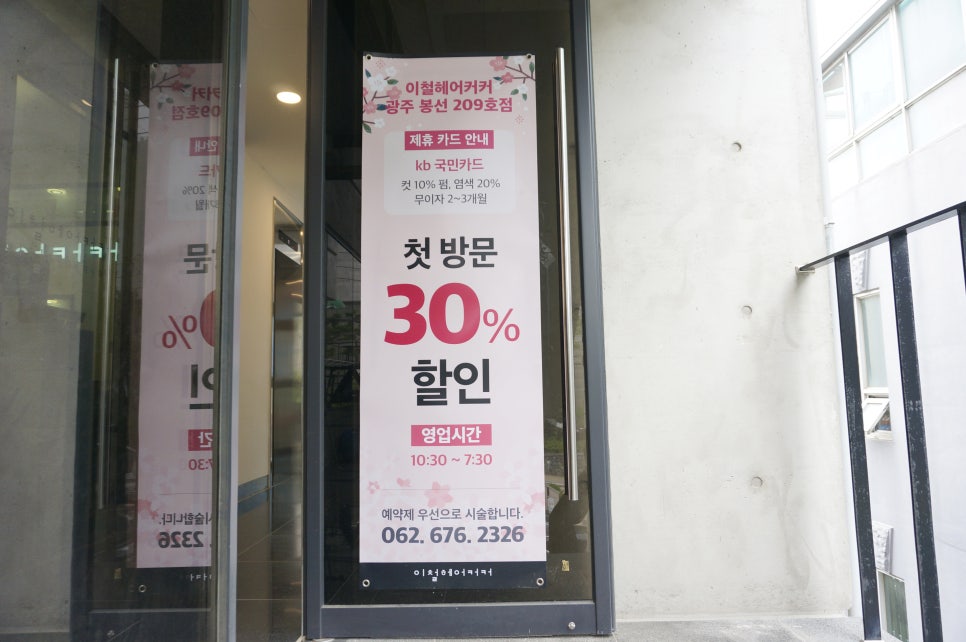 이철헤어커커
광주 봉선 209호점
제휴 카드 안내
kb 국민카드
컷 10% 펌, 염색 20%
무이자 2~3개월
첫 방문
30%
할인
영업시간
10:30 ~ 7:30
예약제 우선으로 시술합니다.
062. 676. 2326
이철헤어커커